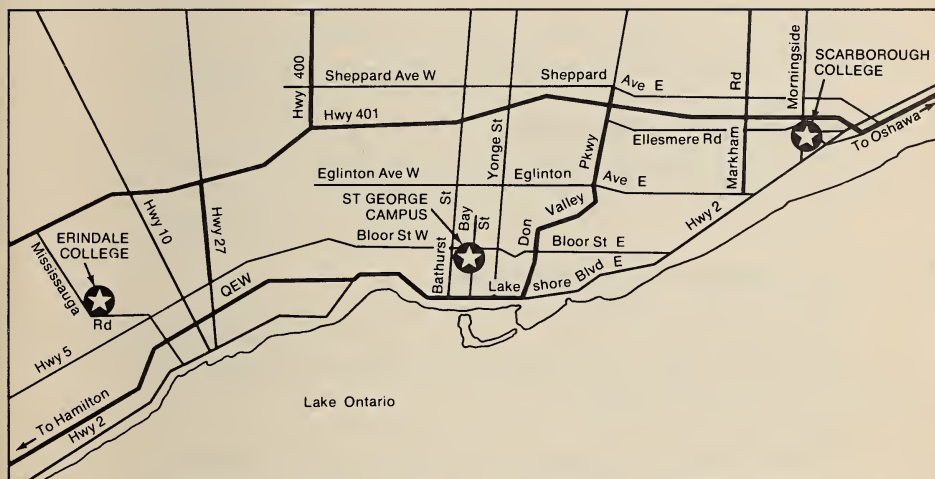 Hwy 400
Sheppard Ave W
Sheppard
Ave E
Rd
Morningside
SCARBOROUGH
COLLEGE
Hwy 401
Yonge St
Pkwy
Ellesmere Rd
To Oshawa
Markham
Eglinton Ave W
Eglinton
Ave E
Hwy 10
Hwy 27
ST GEORGE
CAMPUS
St
Bay
St
Valley
Don
Hwy 2
ERINDALE
COLLEGE
Mississauga
Rd
Bloor St W
Bathurst
Bloor St E
QEW
Lake
shore Blvd E
Hwy 5
To Hamilton
Hwy 2
Lake Ontario